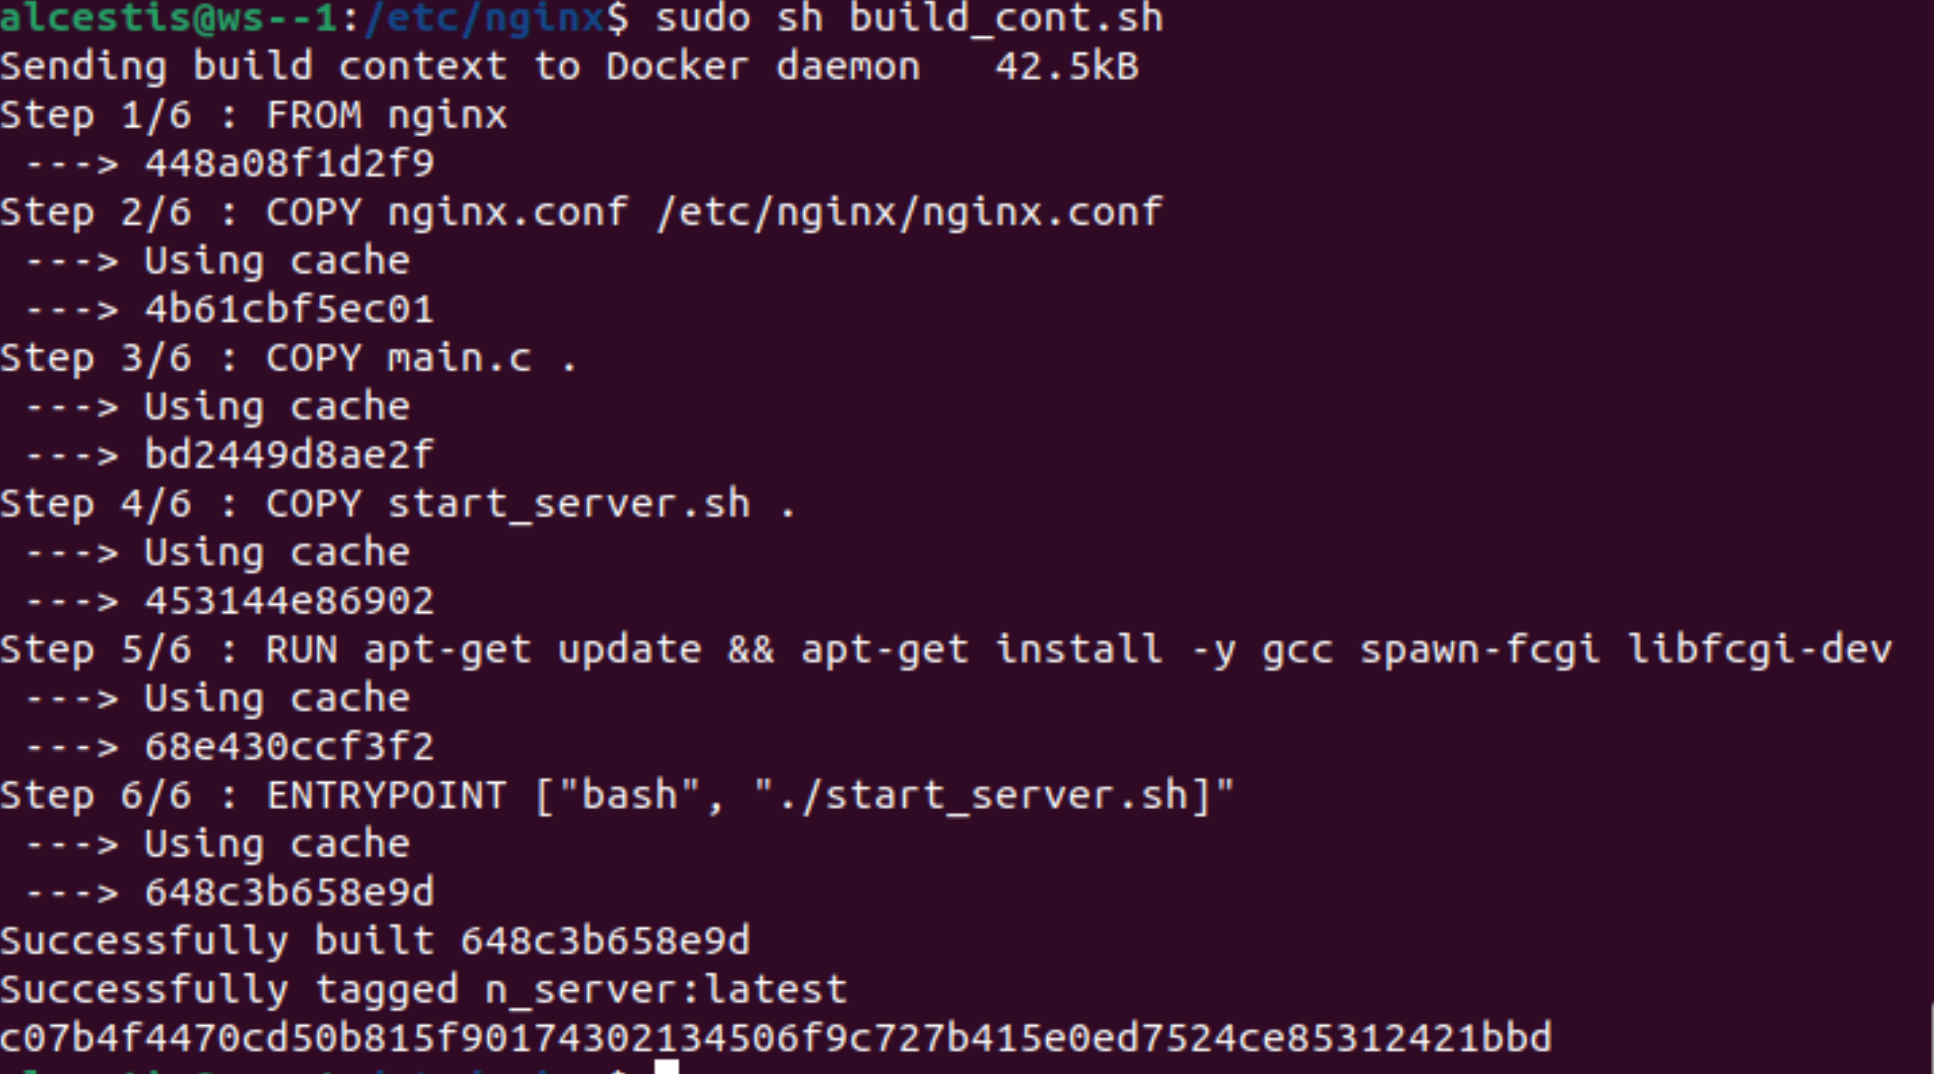 alcestis@ws--1:/etc/nginx$ sudo sh build_cont.sh
Sending build context to Docker daemon   42.5kB
Step 1/6 : FROM nginx
 ---> 448a08f1d2f9
Step 2/6 : COPY nginx.conf /etc/nginx/nginx.conf
 ---> Using cache
 ---> 4b61cbf5ec01
Step 3/6 : COPY main.c .
 ---> Using cache
 ---> bd2449d8ae2f
Step 4/6 : COPY start_server.sh .
 ---> Using cache
 ---> 453144e86902
Step 5/6 : RUN apt-get update && apt-get install -y gcc spawn-fcgi libfcgi-dev
 ---> Using cache
 ---> 68e430ccf3f2
Step 6/6 : ENTRYPOINT ["bash", "./start_server.sh]"
 ---> Using cache
 ---> 648c3b658e9d
Successfully built 648c3b658e9d
Successfully tagged n_server:latest
c07b4f4470cd50b815f90174302134506f9c727b415e0ed7524ce85312421bbd